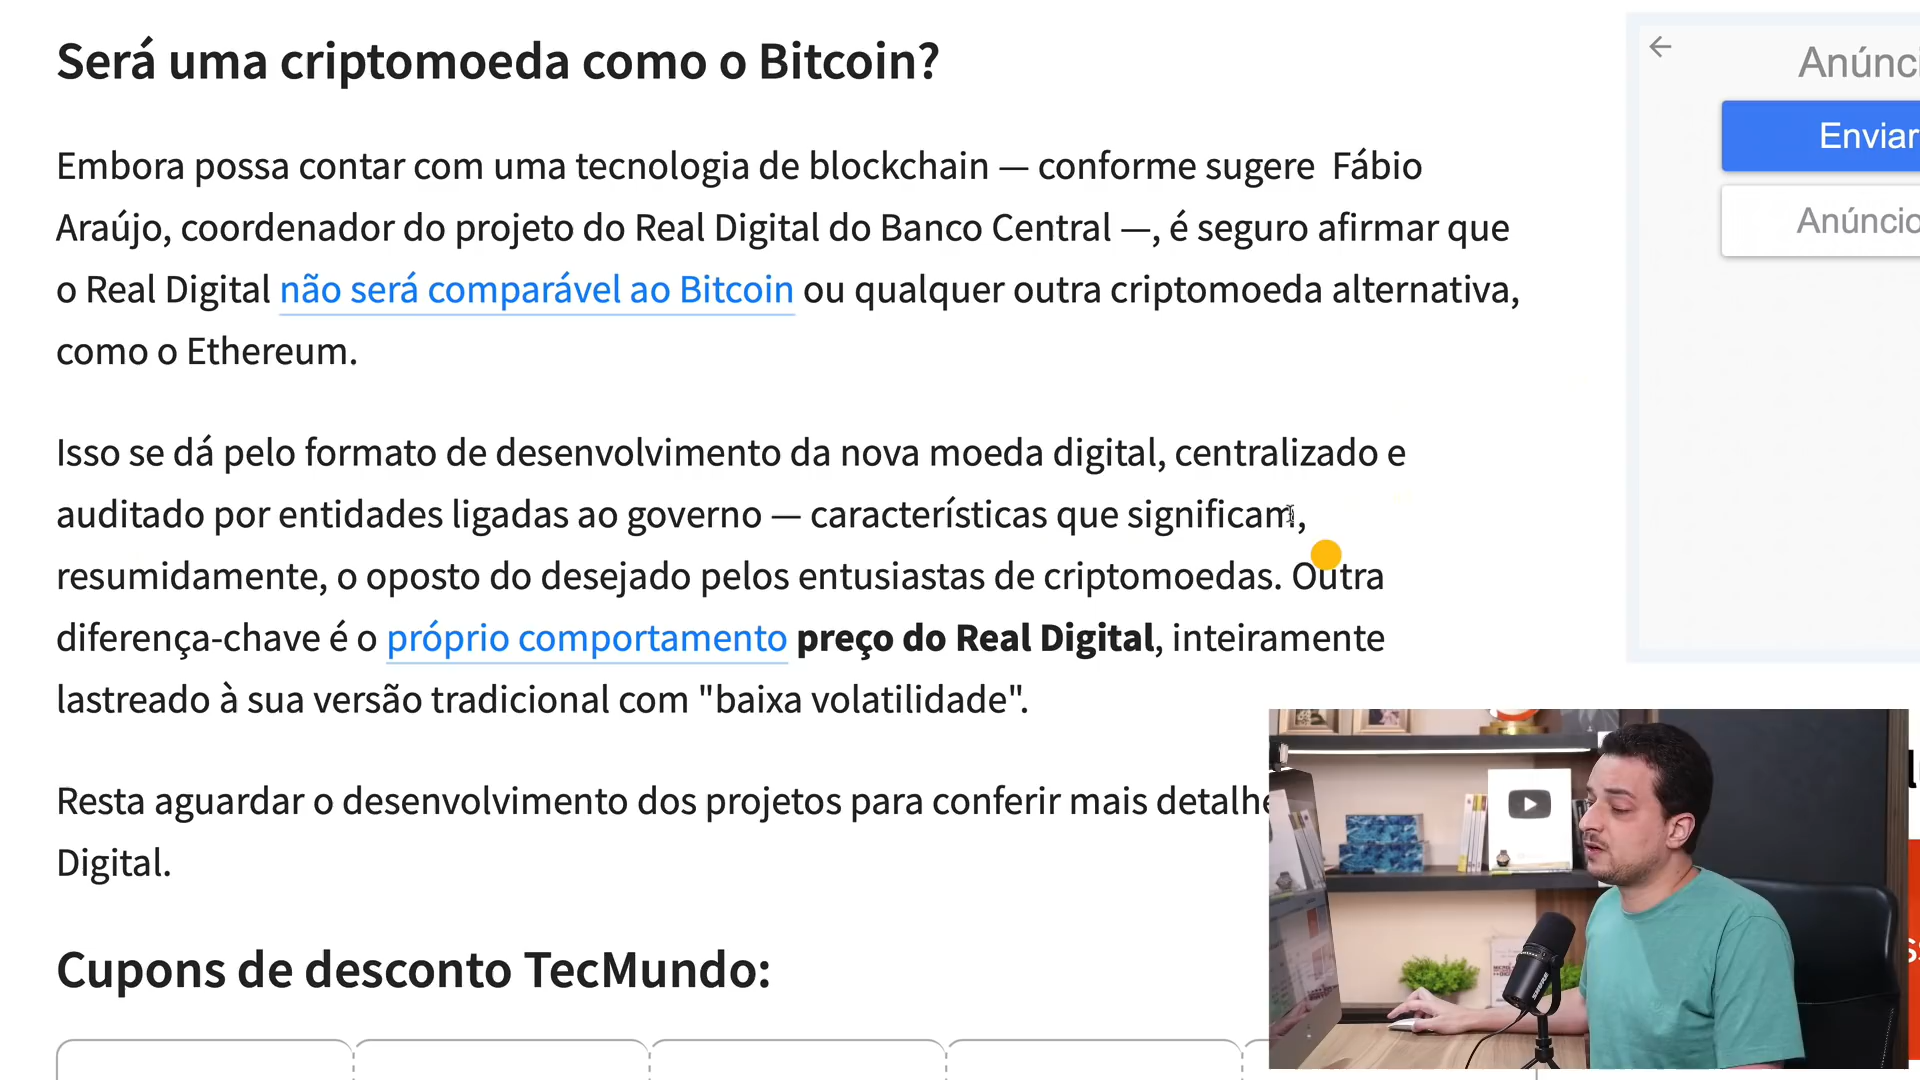 Será uma criptomoeda como o Bitcoin?
Embora possa contar com uma tecnologia de blockchain — conforme sugere Fábio
Araújo, coordenador do projeto do Real Digital do Banco Central —, é seguro afirmar que
o Real Digital não será comparável ao Bitcoin ou qualquer outra criptomoeda alternativa,
como o Ethereum.
Isso se dá pelo formato de desenvolvimento da nova moeda digital, centralizado e
auditado por entidades ligadas ao governo — características que significam,
resumidamente, o oposto do desejado pelos entusiastas de criptomoedas. Outra
diferença-chave é o próprio comportamento preço do Real Digital, inteiramente
lastreado à sua versão tradicional com "baixa volatilidade".
Resta aguardar o desenvolvimento dos projetos para conferir mais detalhe
Digital.
Cupons de desconto TecMundo:
Anúnci
Enviar
Anúncio